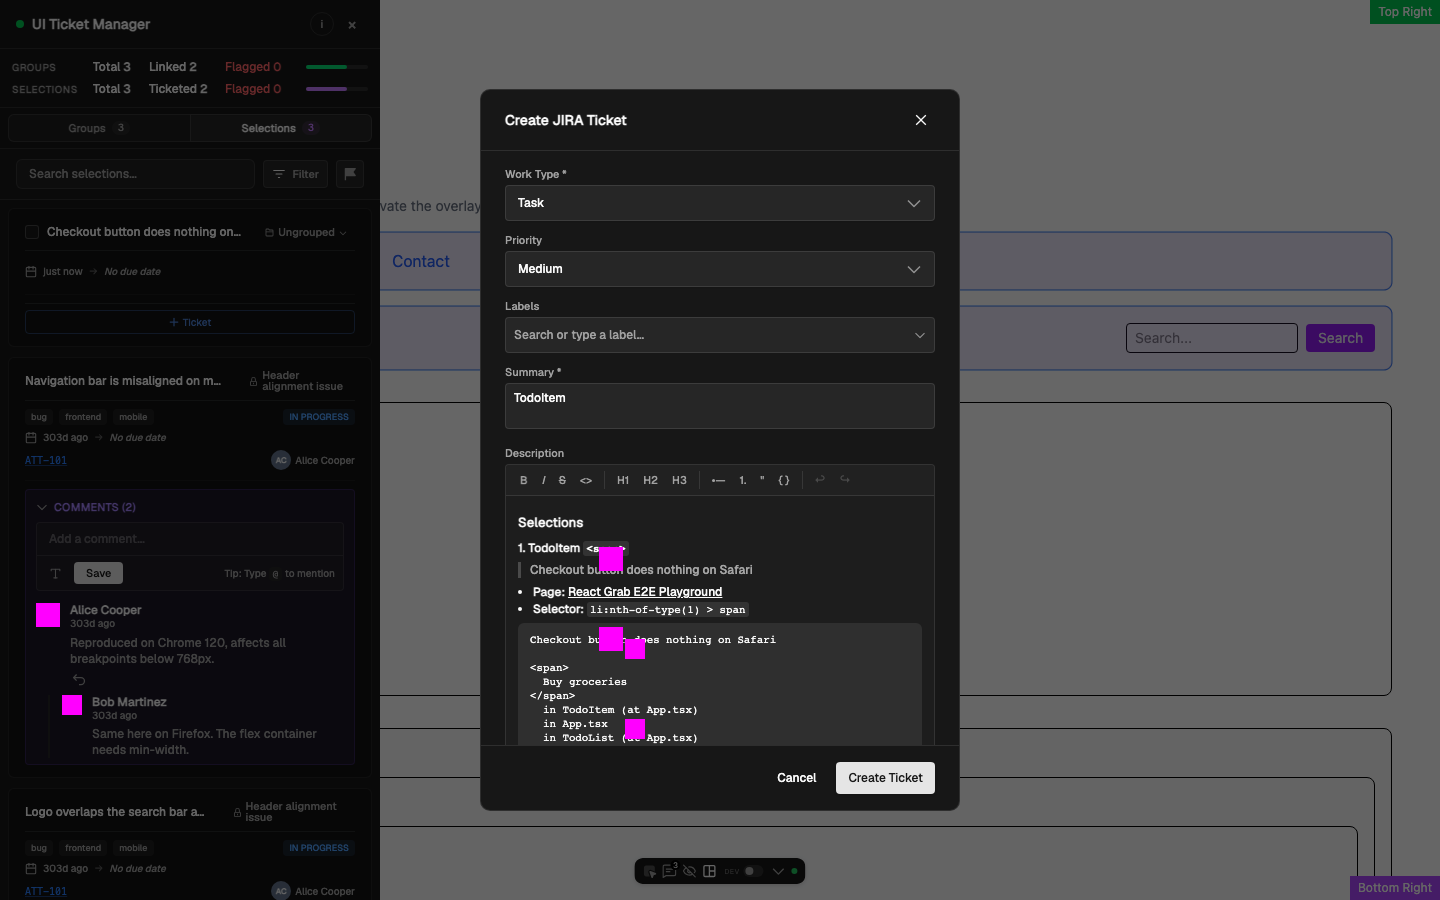 UI Ticket Manager
GROUPS Total 3 Linked 2 Flagged 0
SELECTIONS Total 3 Ticketed 2 Flagged 0
Groups 3 Selections 3
Search selections... Filter
Checkout button does nothing on... Ungrouped
just now → No due date
+ Ticket
Navigation bar is misaligned on m... Header alignment issue
bug frontend mobile IN PROGRESS
303d ago → No due date
ATT-101 AC Alice Cooper
COMMENTS (2)
Add a comment...
T Save Tip: Type @ to mention
Alice Cooper
303d ago
Reproduced on Chrome 120, affects all
breakpoints below 768px.
Bob Martinez
303d ago
Same here on Firefox. The flex container
needs min-width.
Logo overlaps the search bar a... Header alignment issue
bug frontend mobile IN PROGRESS
303d ago → No due date
ATT-101 AC Alice Cooper
Top Right
vate the overlay
Contact
Search... Search
Create JIRA Ticket
Work Type *
Task
Priority
Medium
Labels
Search or type a label...
Summary *
TodoItem
Description
B I S <> H1 H2 H3 •— 1. " {}
Selections
1. TodoItem
Checkout does nothing on Safari
• Page: React Grab E2E Playground
• Selector: li:nth-of-type(1) > span
Checkout does nothing on Safari
<span>
Buy groceries
</span>
in TodoItem (at App.tsx)
in App.tsx
in TodoList App.tsx)
Cancel Create Ticket
3 DEV
Bottom Right